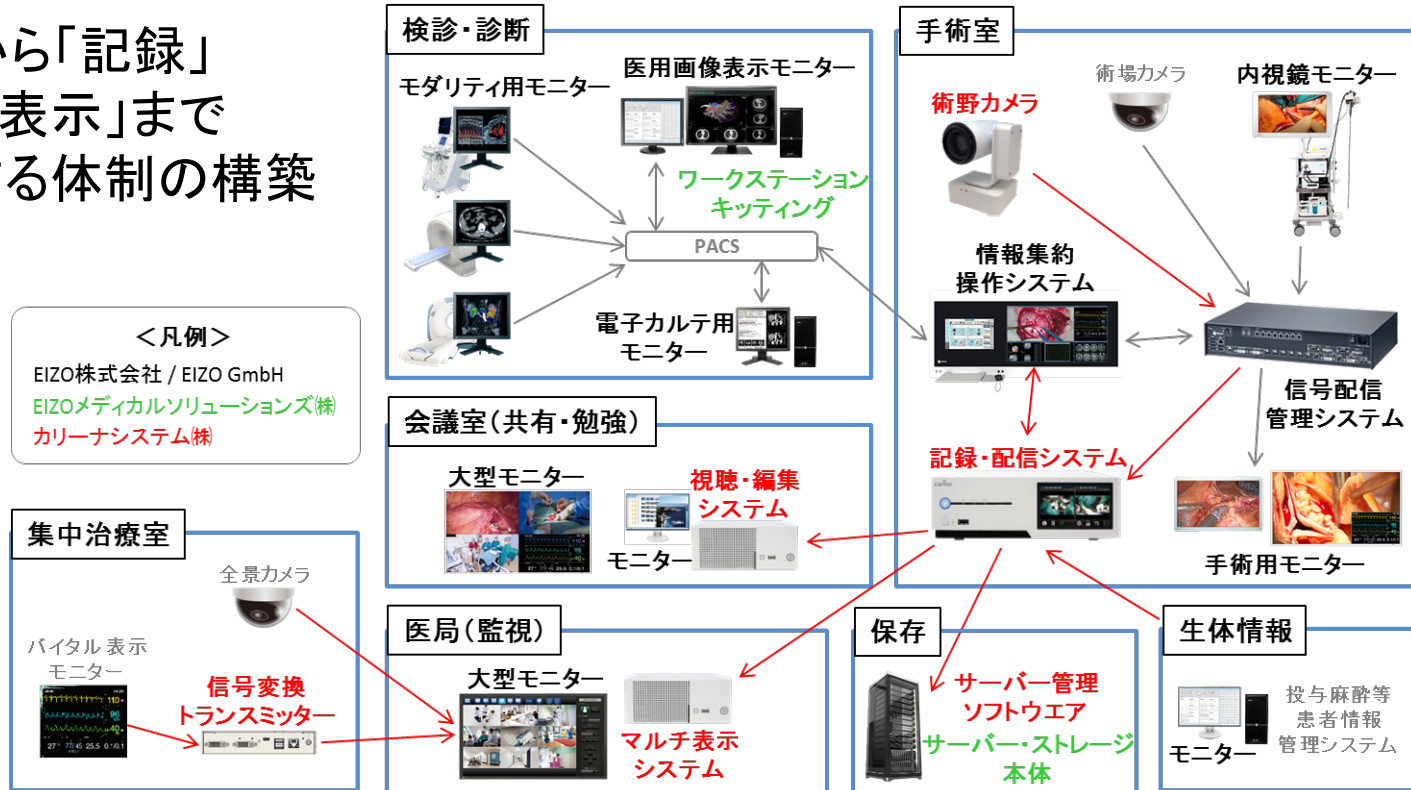 から「記録」
表示」まで
る体制の構築
＜凡例＞
EIZO株式会社 / EIZO GmbH
EIZOメディカルソリューションズ㈱
カリーナシステム㈱
検診・診断
モダリティ用モニター
医用画像表示モニター
ワークステーション
キッティング
PACS
電子カルテ用
モニター
手術室
術野カメラ
術場カメラ
内視鏡モニター
情報集約
操作システム
信号配信
管理システム
記録・配信システム
手術用モニター
会議室（共有・勉強）
大型モニター
視聴・編集
システム
モニター
集中治療室
全景カメラ
バイタル 表示
モニター
110
96
40
27° 77/45 25.5 0.1/0.1
信号変換
トランスミッター
医局（監視）
大型モニター
マルチ表示
システム
保存
サーバー管理
ソフトウエア
サーバー・ストレージ
本体
生体情報
モニター
投与麻酔等
患者情報
管理システム